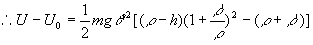 ∴ U − U₀ = 1/2 mg θ² [(ρ − h)(1 + ρ/ρ)² − (ρ + ρ)]